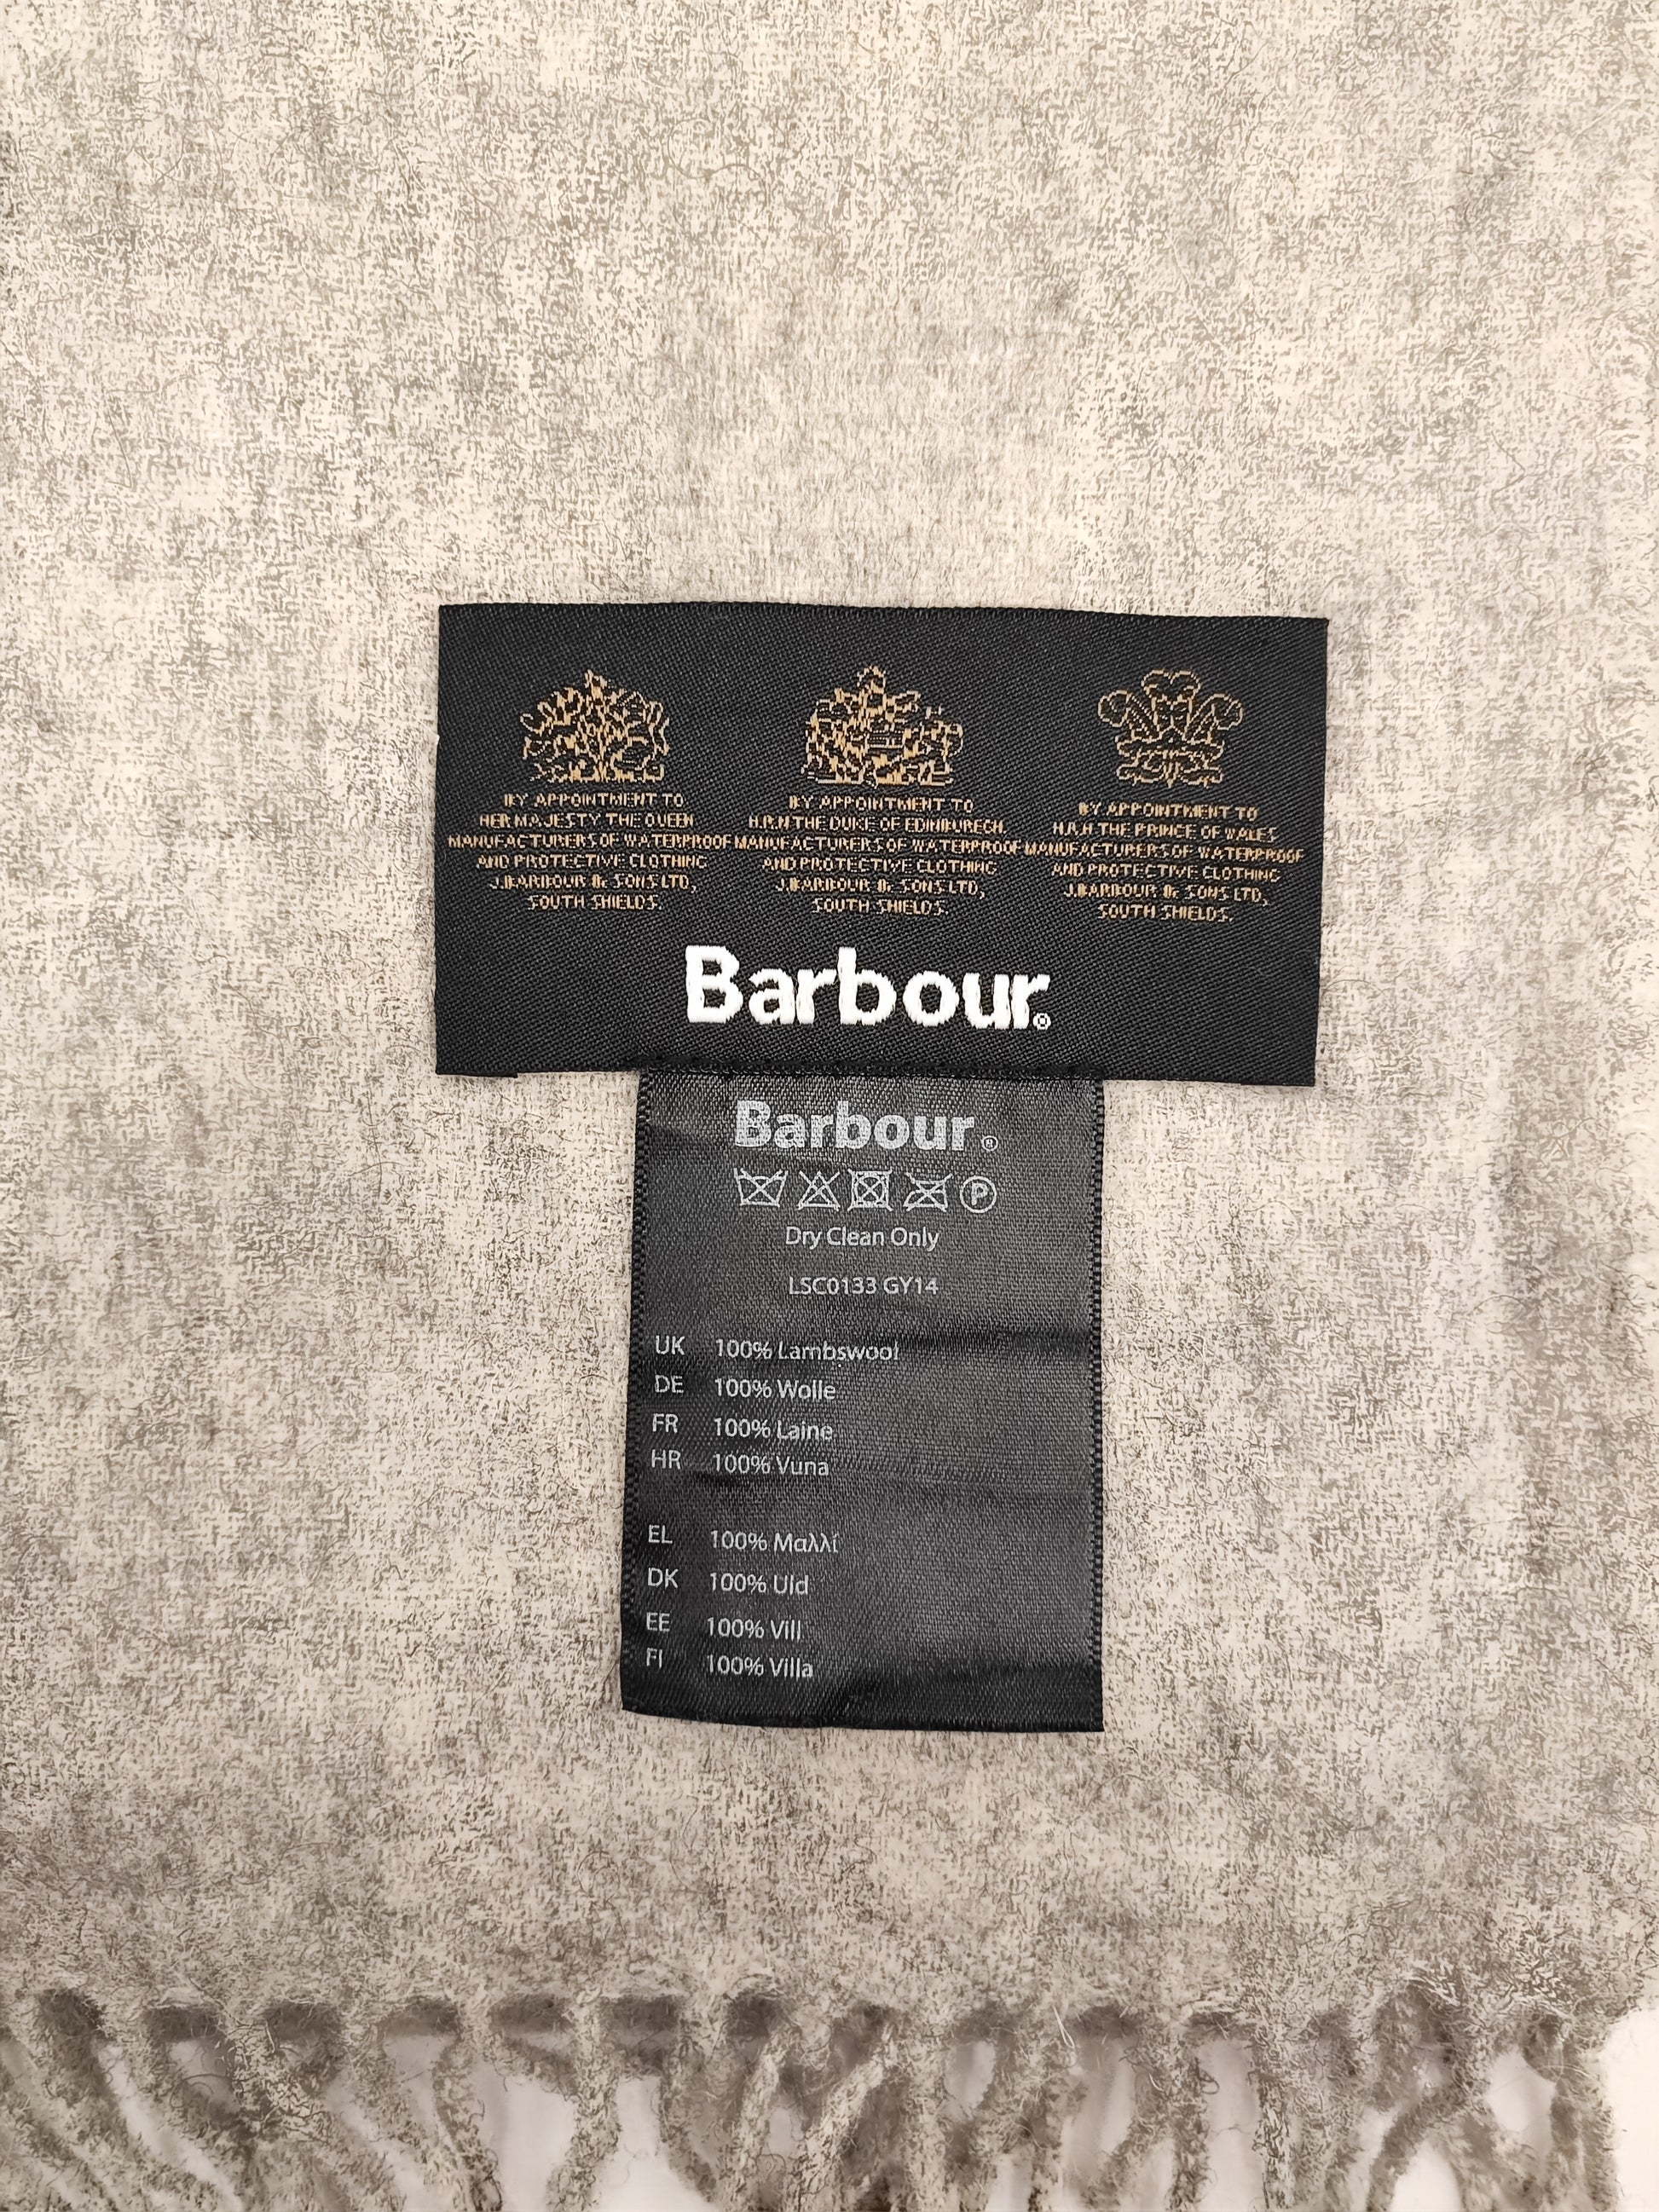 BY APPOINTMENT TO
HER MAJESTY THE QUEEN
MANUFACTURERS OF WATERPROOF
AND PROTECTIVE CLOTHING
J.BARBOUR & SONS LTD,
SOUTH SHIELDS.
BY APPOINTMENT TO
H.R.H THE DUKE OF EDINBURGH.
MANUFACTURERS OF WATERPROOF
AND PROTECTIVE CLOTHING
J.BARBOUR & SONS LTD,
SOUTH SHIELDS.
BY APPOINTMENT TO
H.R.H THE PRINCE OF WALES
MANUFACTURERS OF WATERPROOF
AND PROTECTIVE CLOTHING
J.BARBOUR & SONS LTD,
SOUTH SHIELDS.
Barbour®
Barbour®
P
Dry Clean Only
LSC0133 GY14
UK 100% Lambswool
DE 100% Wolle
FR 100% Laine
HR 100% Vuna
EL 100% Μαλλί
DK 100% Uld
EE 100% Vill
FI 100% Villa